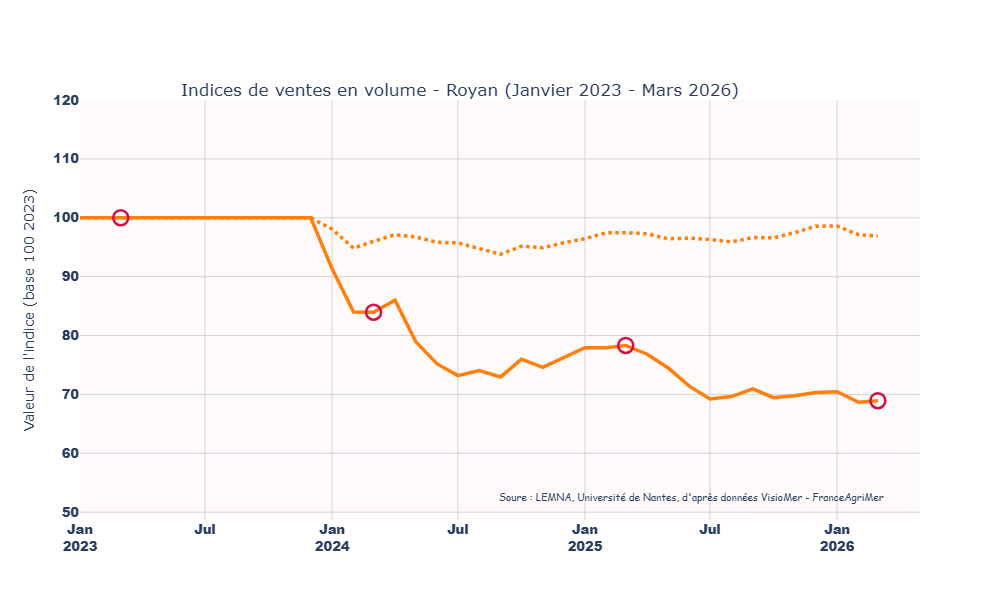 Indices de ventes en volume - Royan (Janvier 2023 - Mars 2026)
Valeur de l'indice (base 100 2023)
120
110
100
90
80
70
60
50
Soure : LEMNA, Université de Nantes, d'après données VisioMer - FranceAgriMer
Jan Jul Jan Jul Jan Jul Jan
2023 2024 2025 2026